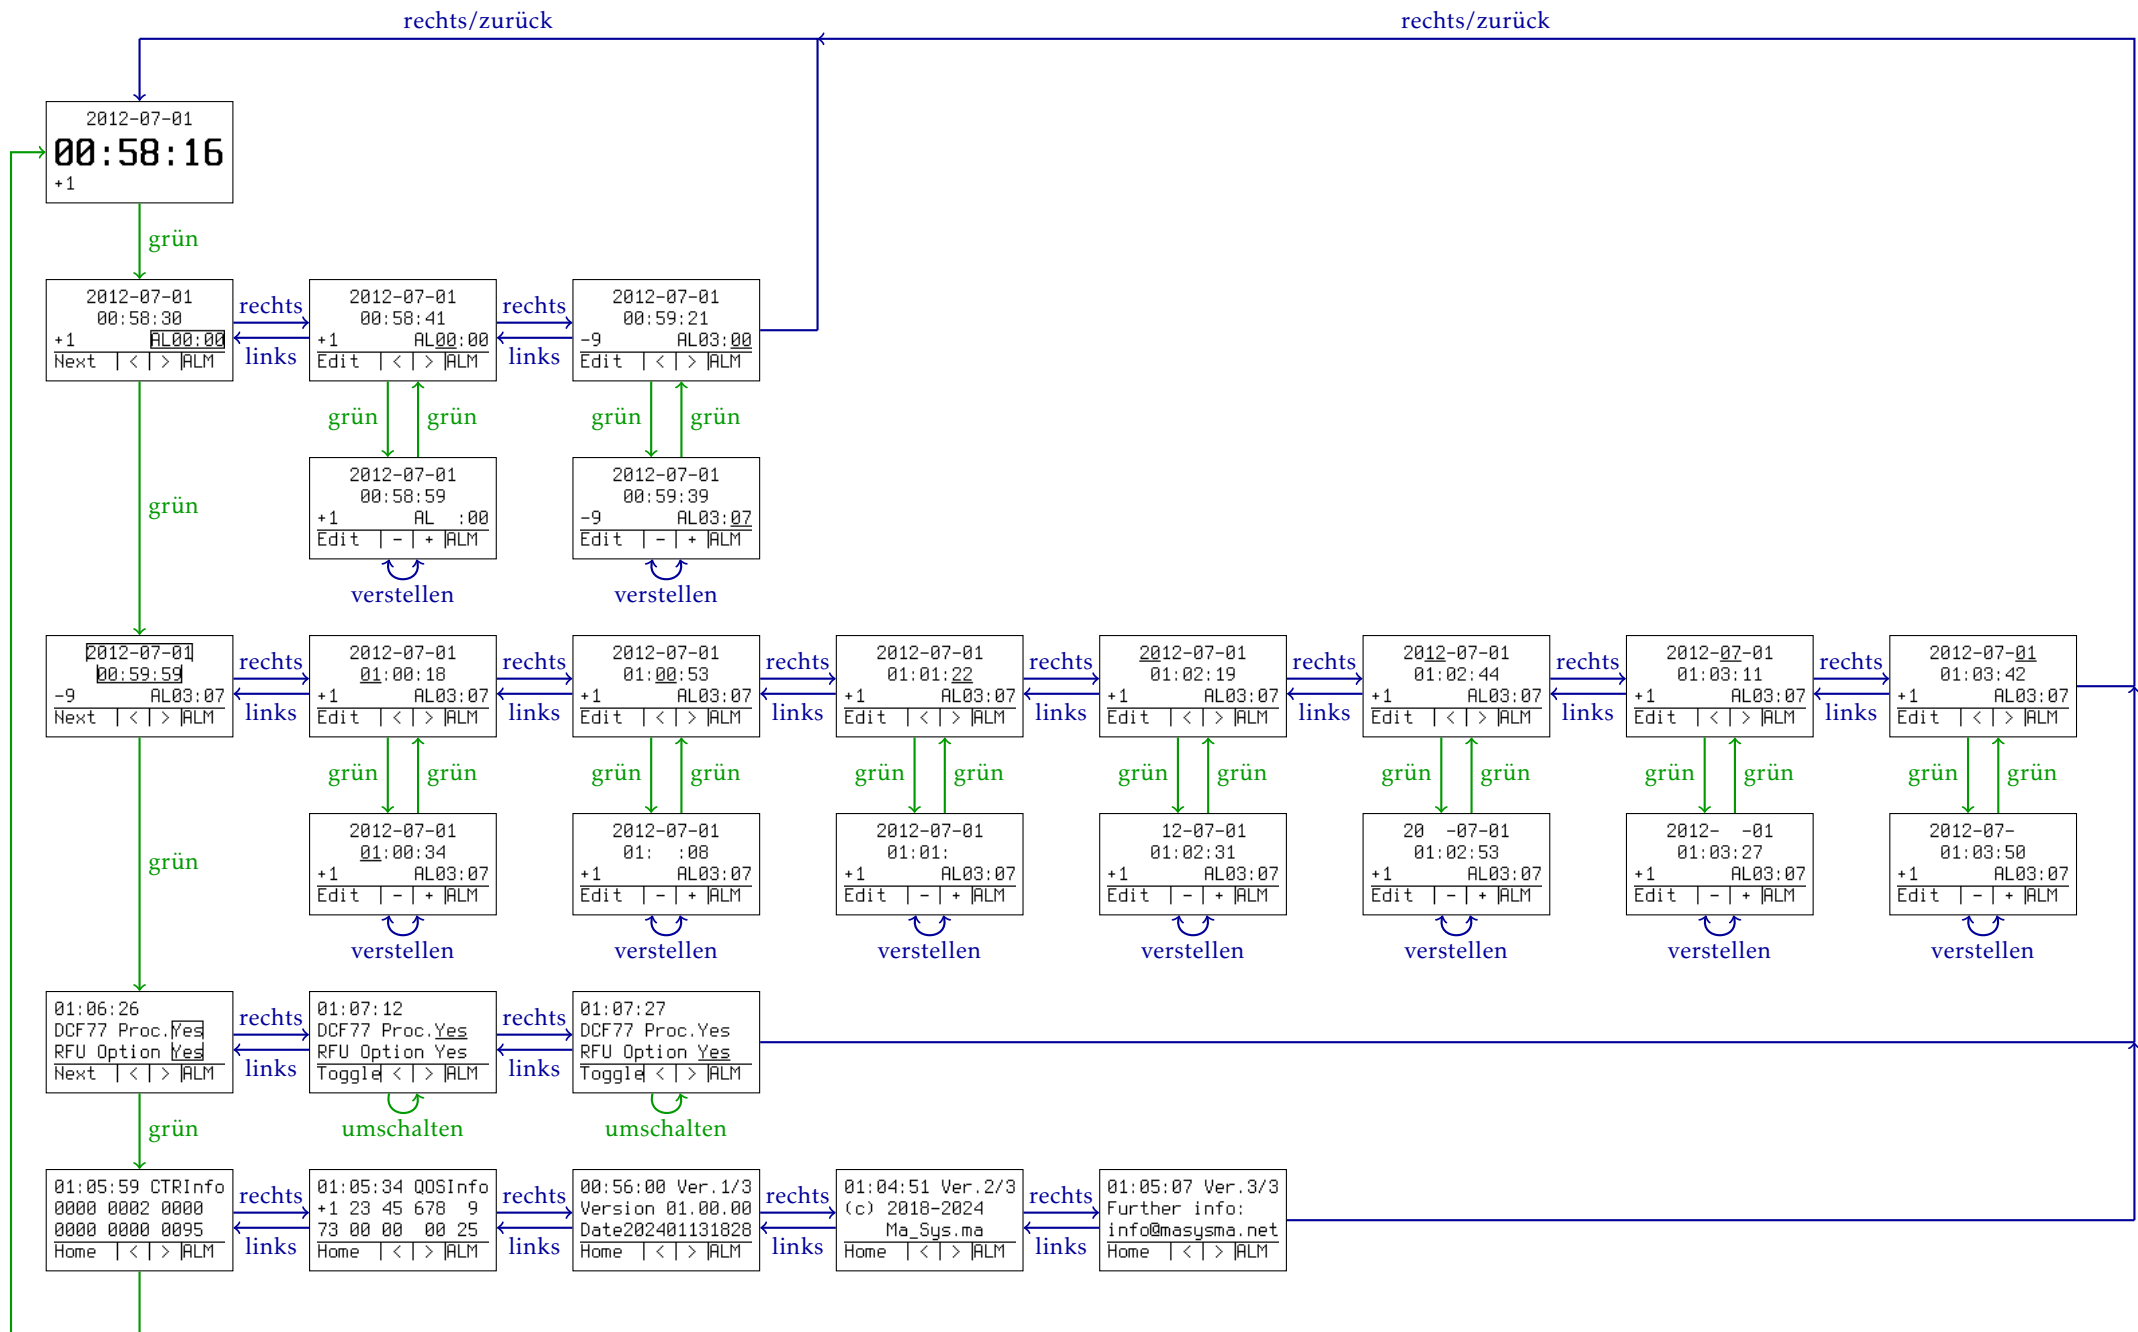 rechts/zurück rechts/zurück
2012-07-01
00:58:16
+1
grün
2012-07-01
00:58:30
+1 AL00:00
Next | < | > |ALM
rechts
links
2012-07-01
00:58:41
+1 AL00:00
Edit | < | > |ALM
rechts
links
2012-07-01
00:59:21
-9 AL03:00
Edit | < | > |ALM
grün
grün grün
grün grün
2012-07-01
00:58:59
+1 AL :00
Edit | - | + |ALM
verstellen
2012-07-01
00:59:39
-9 AL03:07
Edit | - | + |ALM
verstellen
2012-07-01
00:59:59
-9 AL03:07
Next | < | > |ALM
rechts
links
2012-07-01
01:00:18
+1 AL03:07
Edit | < | > |ALM
rechts
links
2012-07-01
01:00:53
+1 AL03:07
Edit | < | > |ALM
rechts
links
2012-07-01
01:01:22
+1 AL03:07
Edit | < | > |ALM
rechts
links
2012-07-01
01:02:19
+1 AL03:07
Edit | < | > |ALM
rechts
links
2012-07-01
01:02:44
+1 AL03:07
Edit | < | > |ALM
rechts
links
2012-07-01
01:03:11
+1 AL03:07
Edit | < | > |ALM
rechts
links
2012-07-01
01:03:42
+1 AL03:07
Edit | < | > |ALM
grün
grün grün
grün grün
grün grün
grün grün
grün grün
grün grün
grün grün
2012-07-01
01:00:34
+1 AL03:07
Edit | - | + |ALM
verstellen
2012-07-01
01: :08
+1 AL03:07
Edit | - | + |ALM
verstellen
2012-07-01
01:01:
+1 AL03:07
Edit | - | + |ALM
verstellen
12-07-01
01:02:31
+1 AL03:07
Edit | - | + |ALM
verstellen
20 -07-01
01:02:53
+1 AL03:07
Edit | - | + |ALM
verstellen
2012- -01
01:03:27
+1 AL03:07
Edit | - | + |ALM
verstellen
2012-07-
01:03:50
+1 AL03:07
Edit | - | + |ALM
verstellen
01:06:26
DCF77 Proc.Yes
RFU Option Yes
Next | < | > |ALM
rechts
links
01:07:12
DCF77 Proc.Yes
RFU Option Yes
Toggle| < | > |ALM
umschalten
rechts
links
01:07:27
DCF77 Proc.Yes
RFU Option Yes
Toggle| < | > |ALM
umschalten
grün
01:05:59 CTRInfo
0000 0002 0000
0000 0000 0095
Home | < | > |ALM
rechts
links
01:05:34 QOSInfo
+1 23 45 678 9
73 00 00 00 25
Home | < | > |ALM
rechts
links
00:56:00 Ver.1/3
Version 01.00.00
Date202401131828
Home | < | > |ALM
rechts
links
01:04:51 Ver.2/3
(c) 2018-2024
Ma_Sys.ma
Home | < | > |ALM
rechts
links
01:05:07 Ver.3/3
Further info:
info@masysma.net
Home | < | > |ALM